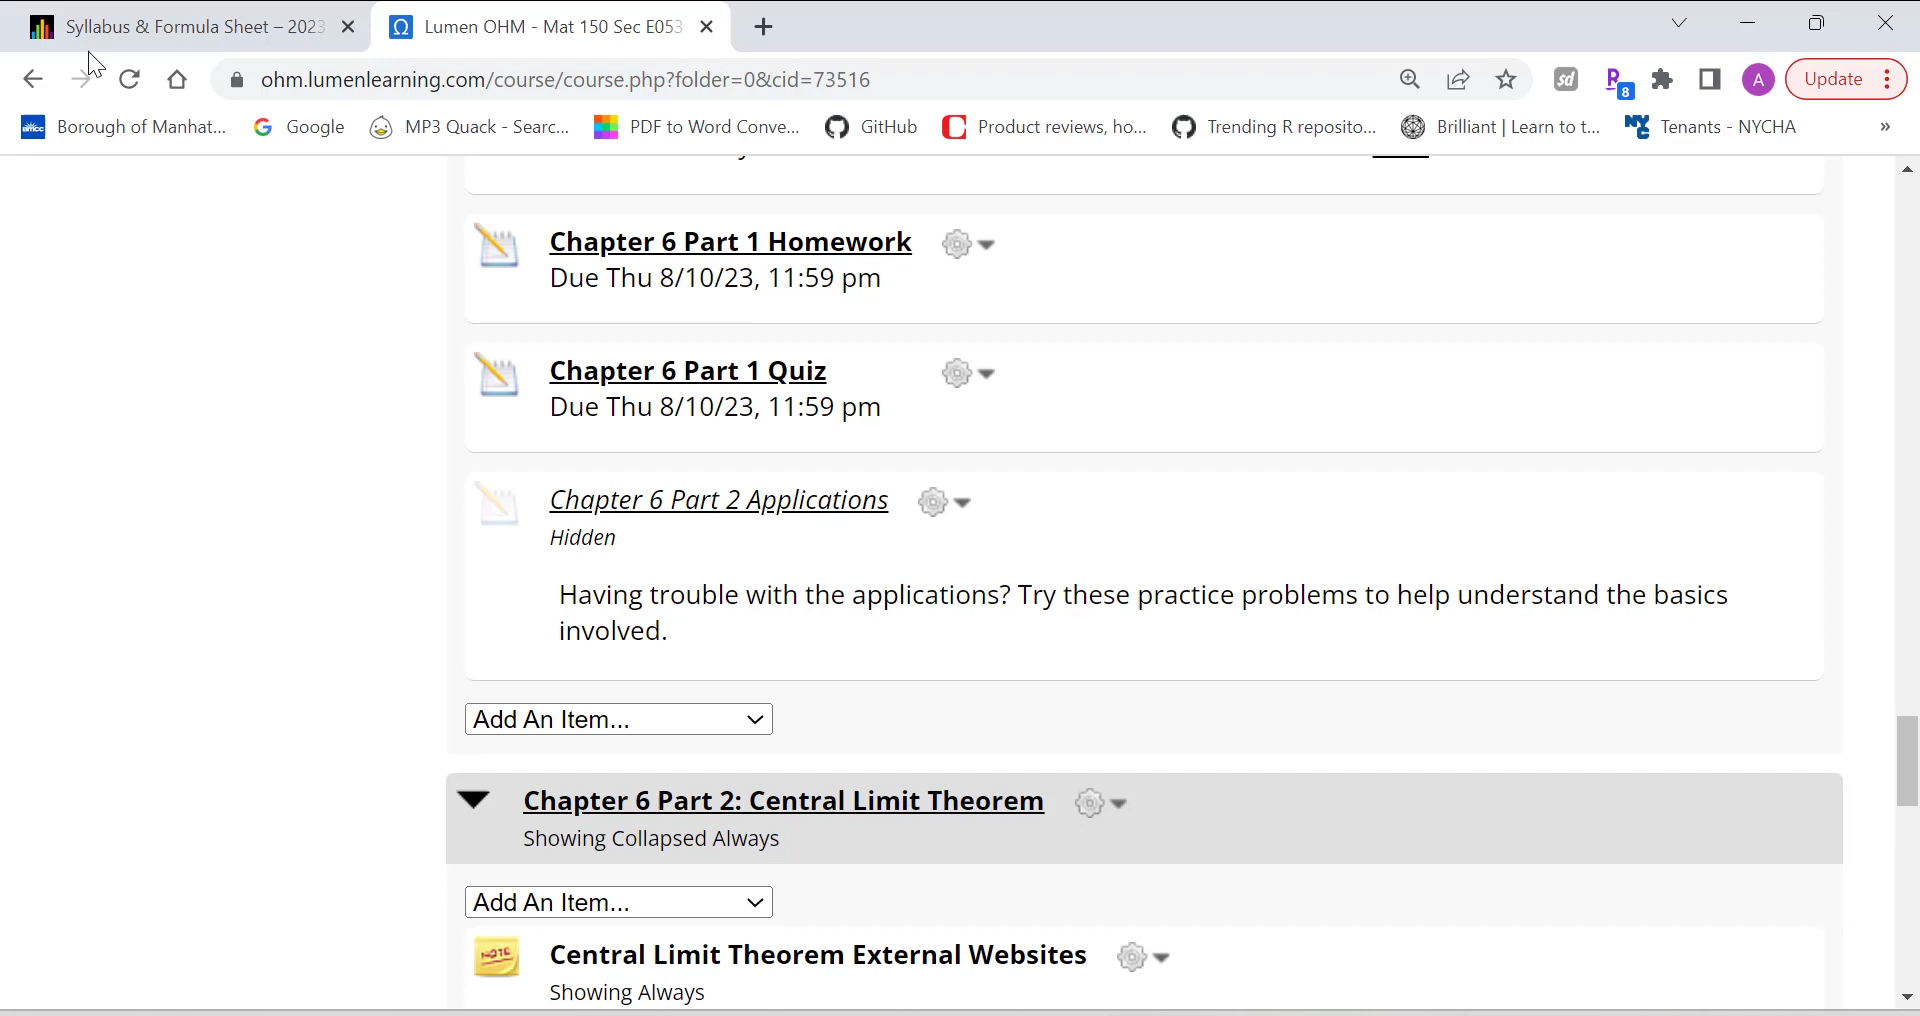 Syllabus & Formula Sheet – 2023
Lumen OHM - Mat 150 Sec E053
ohm.lumenlearning.com/course/course.php?folder=0&cid=73516
sd
8
A
Update
BMCC
Borough of Manhat...
Google
MP3 Quack - Searc...
PDF to Word Conve...
GitHub
Product reviews, ho...
Trending R reposito...
Brilliant | Learn to t...
Tenants - NYCHA
»
Chapter 6 Part 1 Homework
Due Thu 8/10/23, 11:59 pm
Chapter 6 Part 1 Quiz
Due Thu 8/10/23, 11:59 pm
Chapter 6 Part 2 Applications
Hidden
Having trouble with the applications? Try these practice problems to help understand the basics
involved.
Add An Item...
Chapter 6 Part 2: Central Limit Theorem
Showing Collapsed Always
Add An Item...
NOTE
Central Limit Theorem External Websites
Showing Always